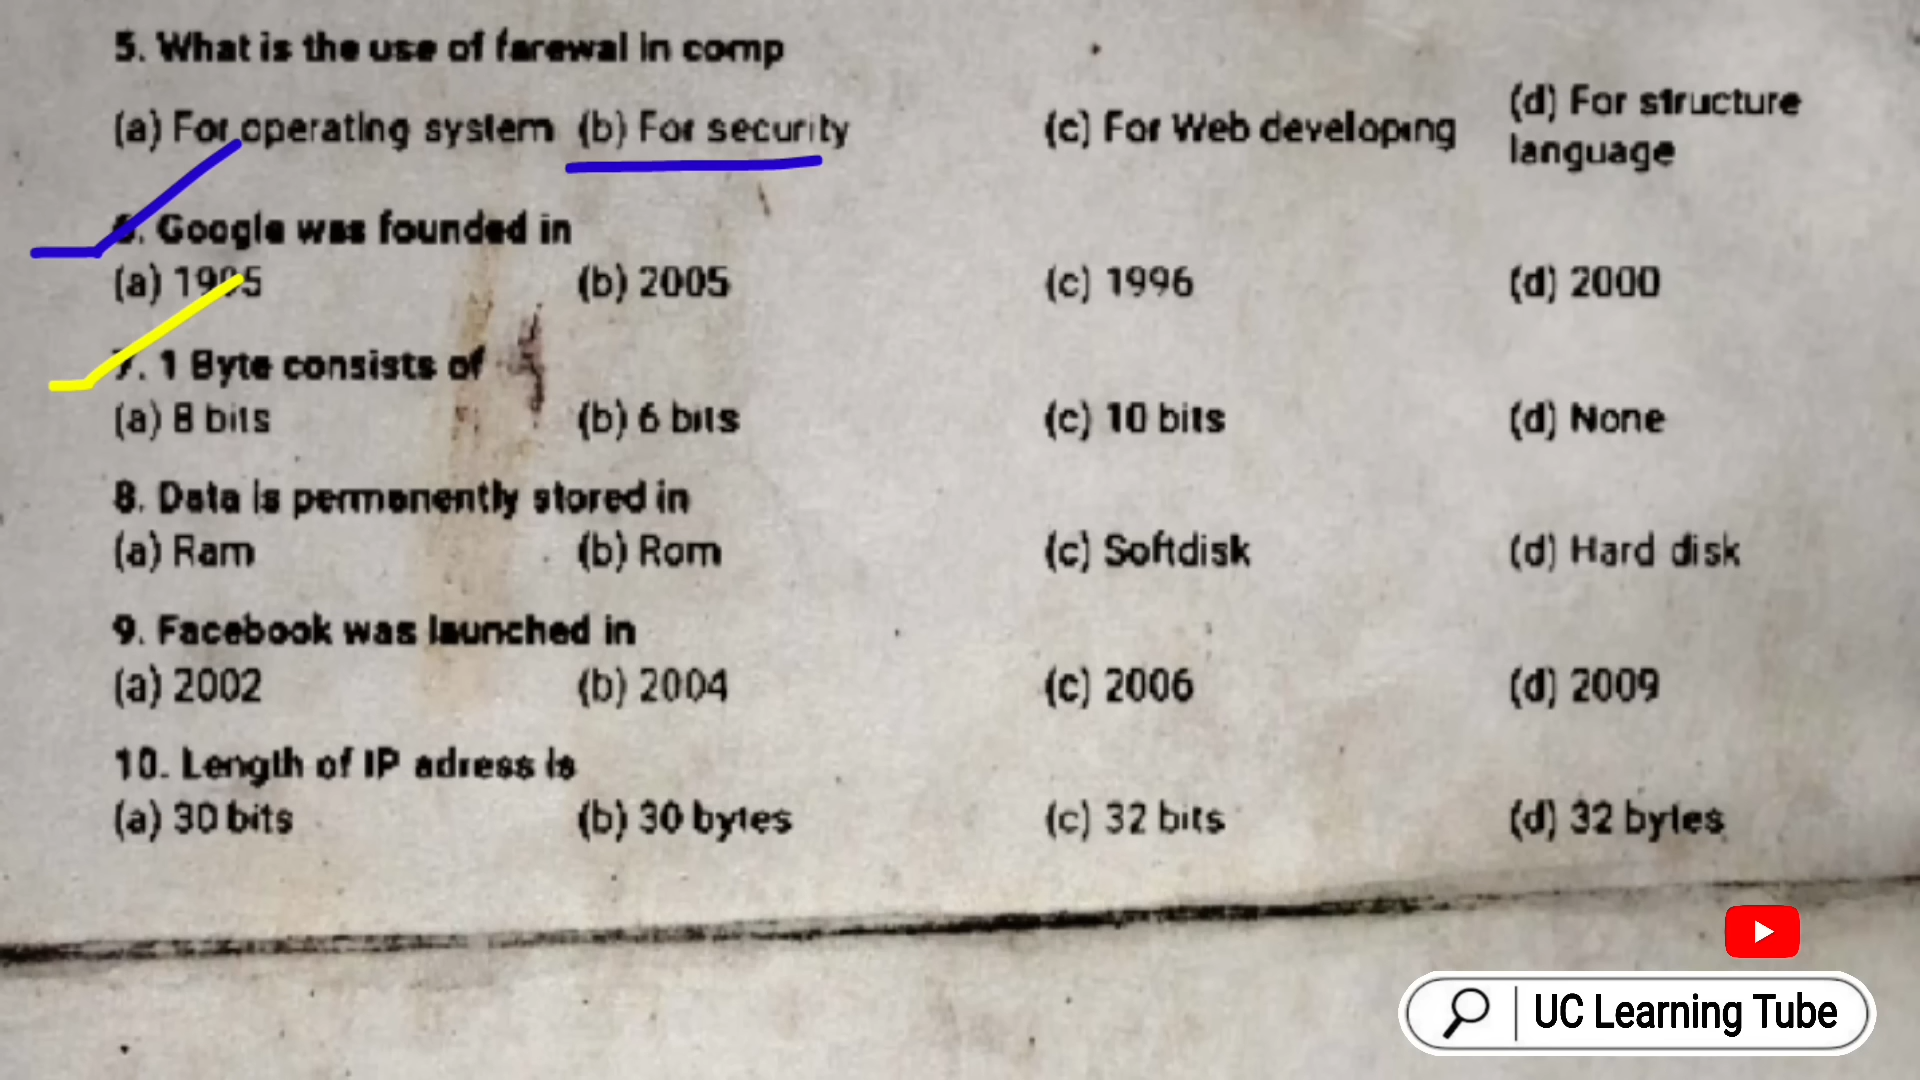 5. What is the use of farewal in comp
(a) For operating system (b) For security (c) For Web developing (d) For structure language
6. Google was founded in
(a) 1995 (b) 2005 (c) 1996 (d) 2000
7. 1 Byte consists of
(a) 8 bits (b) 6 bits (c) 10 bits (d) None
8. Data is permanently stored in
(a) Ram (b) Rom (c) Softdisk (d) Hard disk
9. Facebook was launched in
(a) 2002 (b) 2004 (c) 2006 (d) 2009
10. Length of IP adress is
(a) 30 bits (b) 30 bytes (c) 32 bits (d) 32 bytes
UC Learning Tube